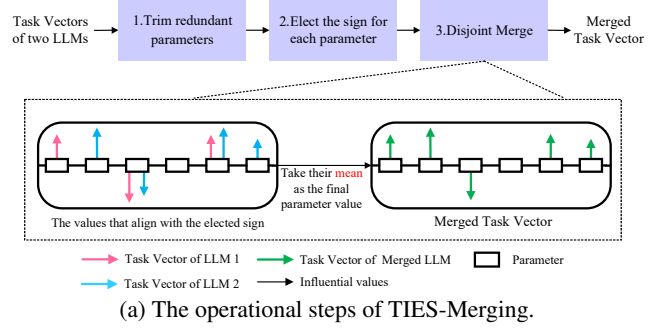 Task Vectors
of two LLMs
1.Trim redundant
parameters
2.Elect the sign for
each parameter
3.Disjoint Merge
Merged
Task Vector
Take their mean
as the final
parameter value
The values that align with the elected sign
Merged Task Vector
Task Vector of LLM 1
Task Vector of Merged LLM
Parameter
Task Vector of LLM 2
Influential values
(a) The operational steps of TIES-Merging.